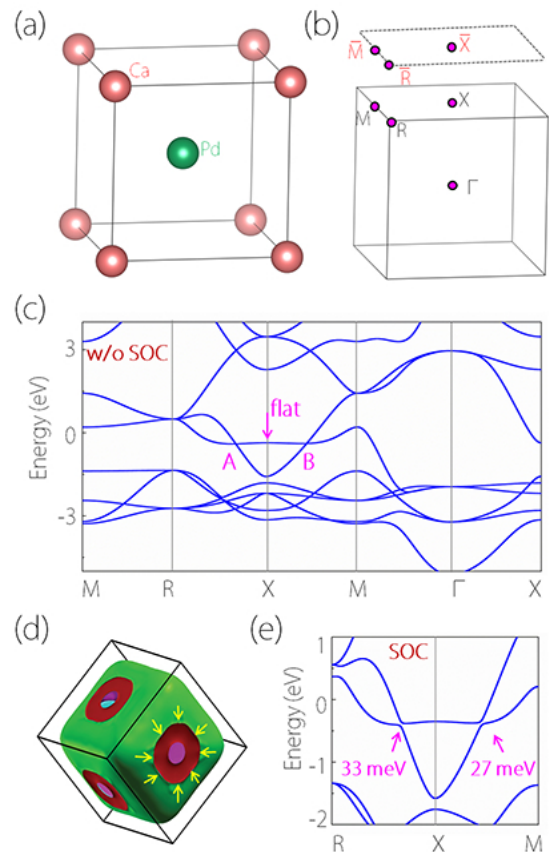 (a)
Ca
Pd
(b)
M̅
X̅
R̅
M
X
R
Γ
(c)
w/o SOC
flat
A
B
Energy (eV)
3
0
-3
M R X M Γ X
(d)
(e)
SOC
33 meV
27 meV
Energy (eV)
1
0
-1
-2
R X M